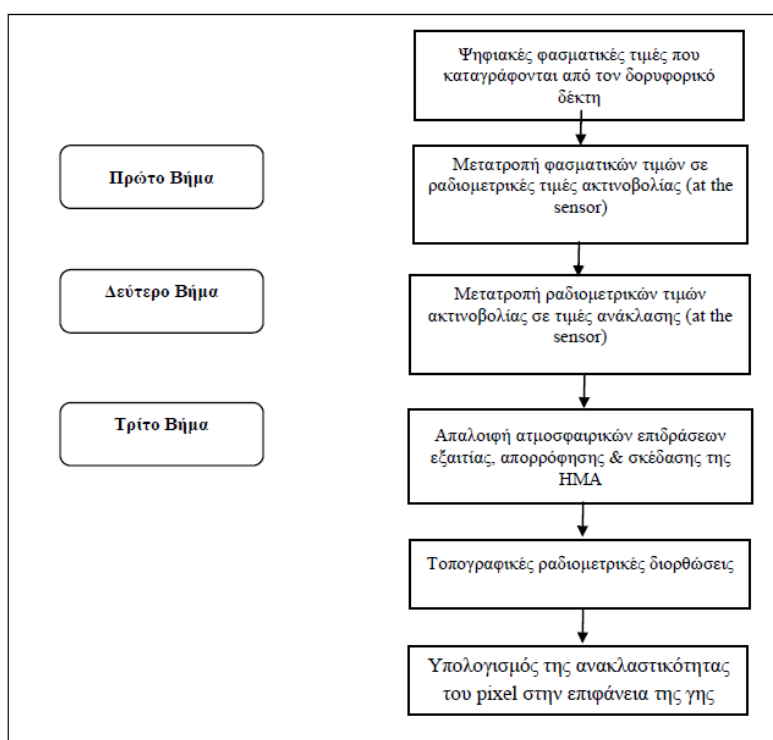 Ψηφιακές φασματικές τιμές που
καταγράφονται από τον δορυφορικό
δέκτη
Πρώτο Βήμα
Μετατροπή φασματικών τιμών σε
ραδιομετρικές τιμές ακτινοβολίας (at the
sensor)
Δεύτερο Βήμα
Μετατροπή ραδιομετρικών τιμών
ακτινοβολίας σε τιμές ανάκλασης (at the
sensor)
Τρίτο Βήμα
Απαλοιφή ατμοσφαιρικών επιδράσεων
εξαιτίας, απορρόφησης & σκέδασης της
ΗΜΑ
Τοπογραφικές ραδιομετρικές διορθώσεις
Υπολογισμός της ανακλαστικότητας
του pixel στην επιφάνεια της γης